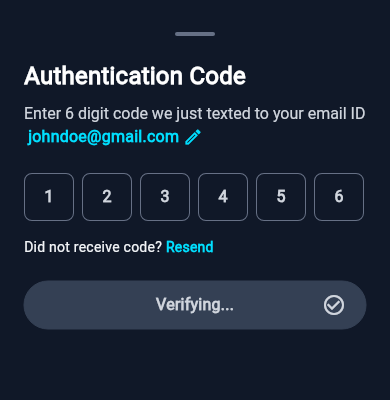 Authentication Code
Enter 6 digit code we just texted to your email ID
johndoe@gmail.com
1 2 3 4 5 6
Did not receive code? Resend
Verifying...